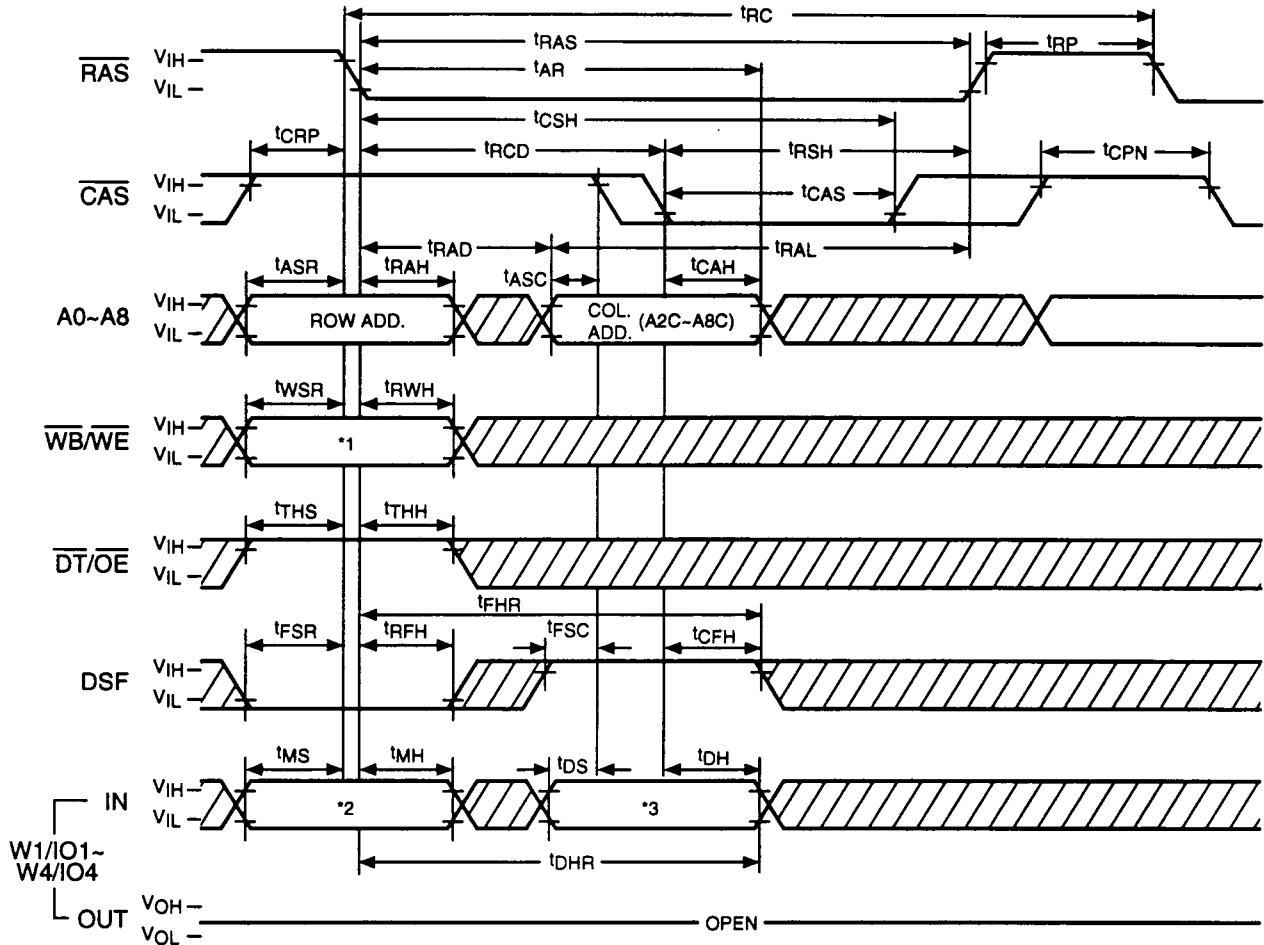 tRC
tRAS
tRP
RAS
VIH
VIL
tAR
tCSH
tCRP
tRCD
tRSH
tCPN
CAS
VIH
VIL
tCAS
tRAD
tRAL
tASR
tRAH
tASC
tCAH
A0~A8
VIH
VIL
ROW ADD.
COL. ADD. (A2C~A8C)
tWSR
tRWH
WB/WE
VIH
VIL
*1
tTHS
tTHH
DT/OE
VIH
VIL
tFHR
tFSR
tRFH
tFSC
tCFH
DSF
VIH
VIL
tMS
tMH
tDS
tDH
IN
VIH
VIL
*2
*3
W1/IO1~
W4/IO4
tDHR
OUT
VOH
VOL
OPEN